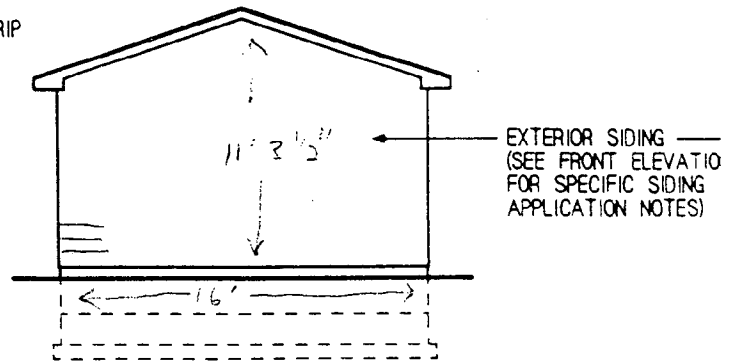 RIP
11' 3 1/2"
EXTERIOR SIDING
(SEE FRONT ELEVATIO
FOR SPECIFIC SIDING
APPLICATION NOTES)
16'